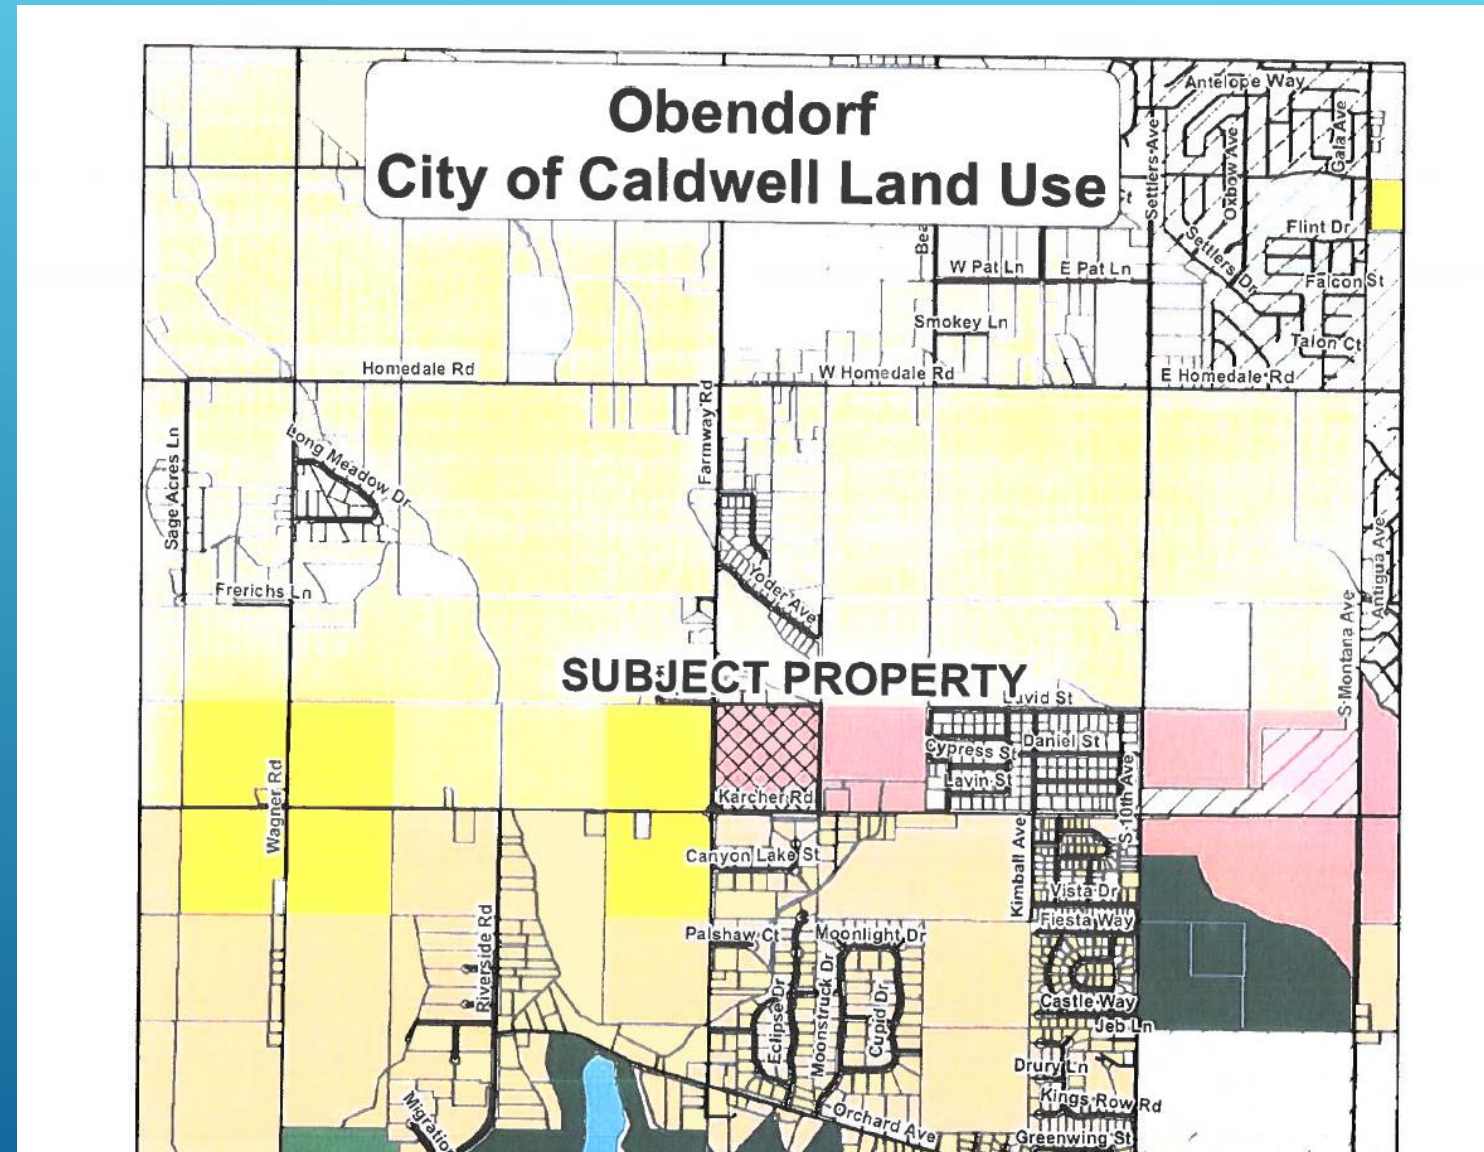 Obendorf
City of Caldwell Land Use
Antelope Way
Gala Ave
Settlers Ave
Oxbow Ave
Flint Dr
Settlers Dr
W Pat Ln
E Pat Ln
Falcon St
Smokey Ln
Talon Ct
Homedale Rd
W Homedale Rd
E Homedale Rd
Farmway Rd
Long Meadow Dr
Sage Acres Ln
Antigua Ave
Yoder Ave
Frerichs Ln
S Montana Ave
SUBJECT PROPERTY
Cypress St
Daniel St
Lavin St
Karcher Rd
Wagner Rd
S 10th Ave
Canyon Lake St
Kimball Ave
Vista Dr
Fiesta Way
Palshaw Ct
Moonlight Dr
Riverside Rd
Castle Way
Eclipse Dr
Moonstruck Dr
Cupid Dr
Jeb Ln
Drury Ln
Kings Row Rd
Orchard Ave
Greenwing St